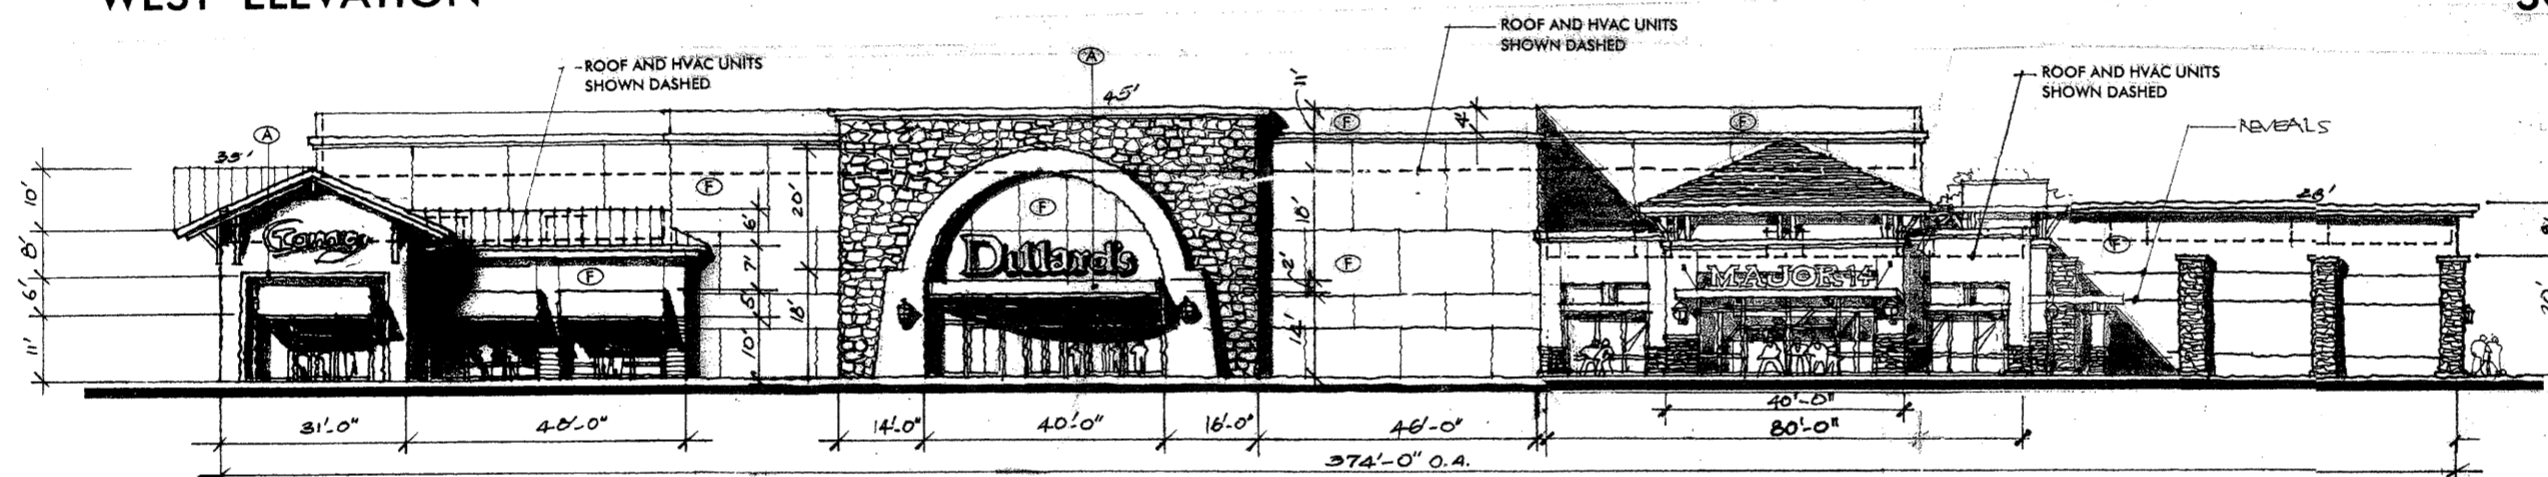 WEST ELEVATION
ROOF AND HVAC UNITS
SHOWN DASHED
ROOF AND HVAC UNITS
SHOWN DASHED
ROOF AND HVAC UNITS
SHOWN DASHED
REVEALS
A
A
45'
11'
4'
F
F
33'
28'
10'
8'
6'
11'
F
F
F
F
F
20'
18'
6'
7'
5'
10'
18'
2'
14'
Dillard's
MAJOR 14
31'-0"
48'-0"
14'-0"
40'-0"
16'-0"
46'-0"
40'-0"
80'-0"
374'-0" O.A.